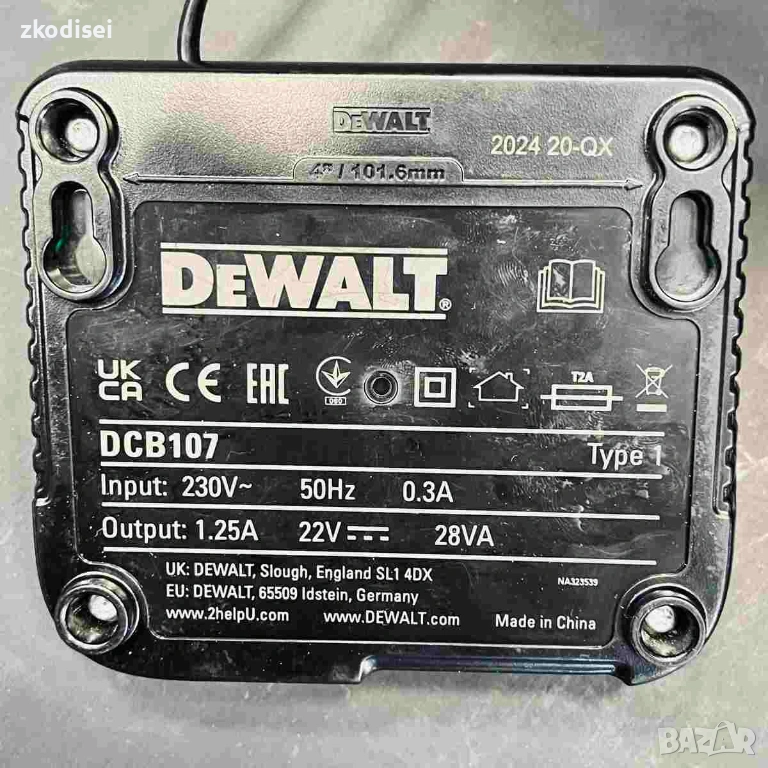 zkodisei
DEWALT
2024 20-QX
4" / 101.6mm
DEWALT®
UK CA CE EAC 080 T2A
DCB107 Type 1
Input: 230V~ 50Hz 0.3A
Output: 1.25A 22V 28VA
UK: DEWALT, Slough, England SL1 4DX
NA323539
EU: DEWALT, 65509 Idstein, Germany
www.2helpU.com www.DEWALT.com Made in China
BAZAR